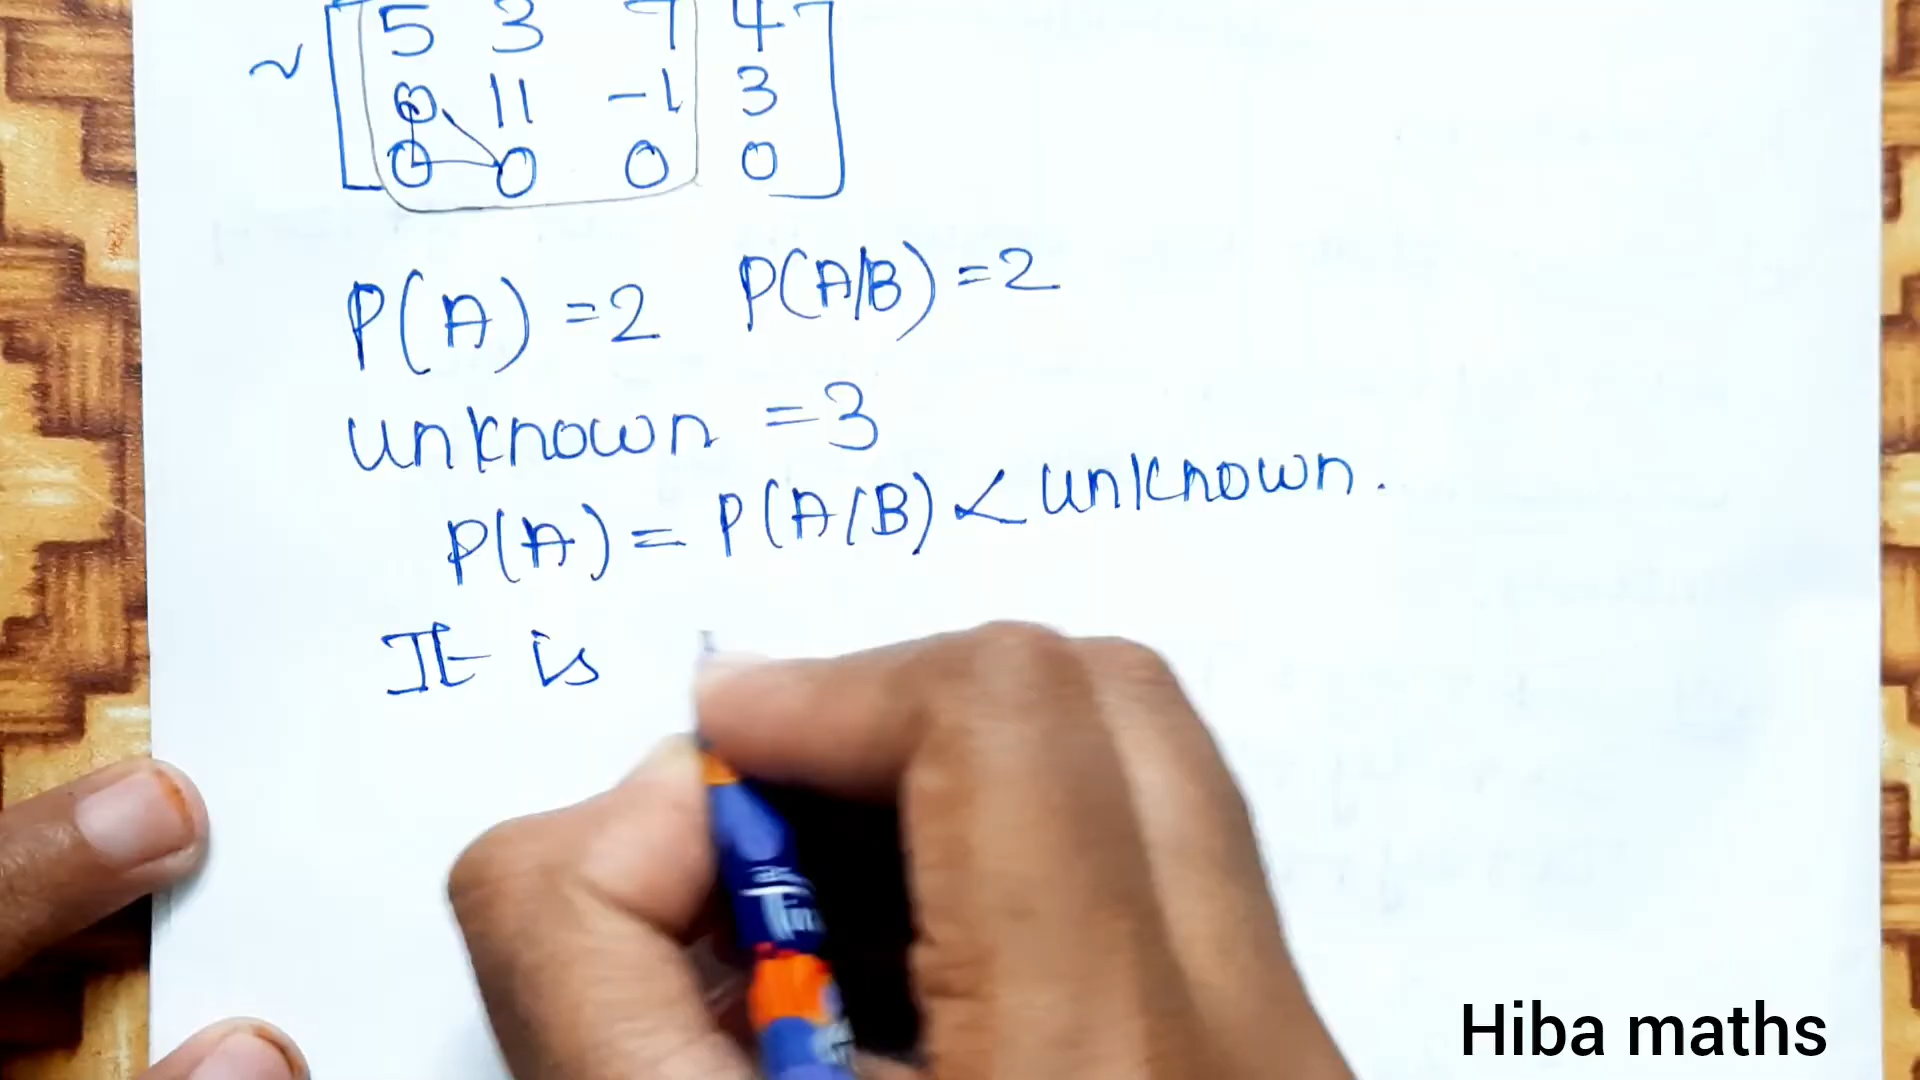 ~ 5 3 7 4
0 11 -1 3
0 0 0 0
P(A) = 2 P(A/B) = 2
unknown = 3
P(A) = P(A/B) < unknown.
It is
Hiba maths